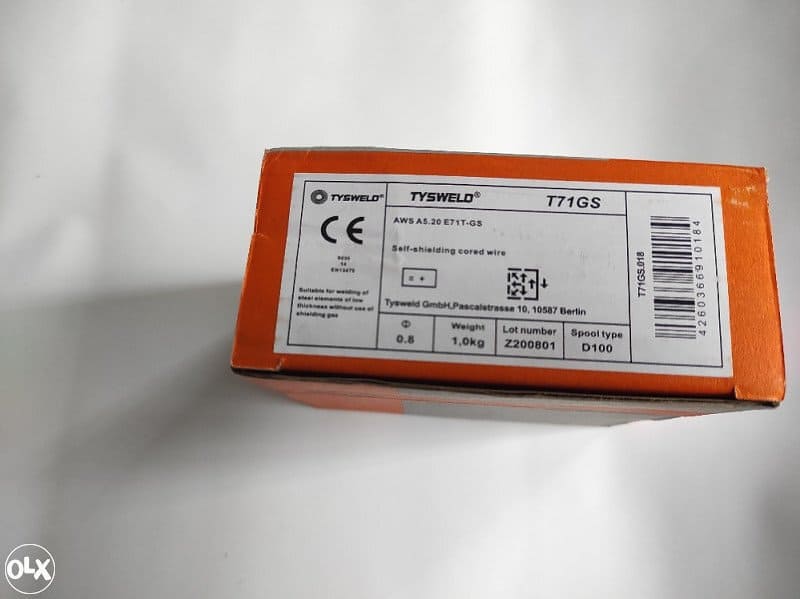 TYSWELD®
CE
EN13479
Suitable for welding of
steel elements of low
thickness without use of
shielding gas
TYSWELD® T71GS
AWS A5.20 E71T-GS
Self-shielding cored wire
= +
Tysweld GmbH,Pascalstrasse 10, 10587 Berlin
Φ Weight Lot number Spool type
0.8 1,0kg Z200801 D100
T71GS.018
4260366910184
OLX